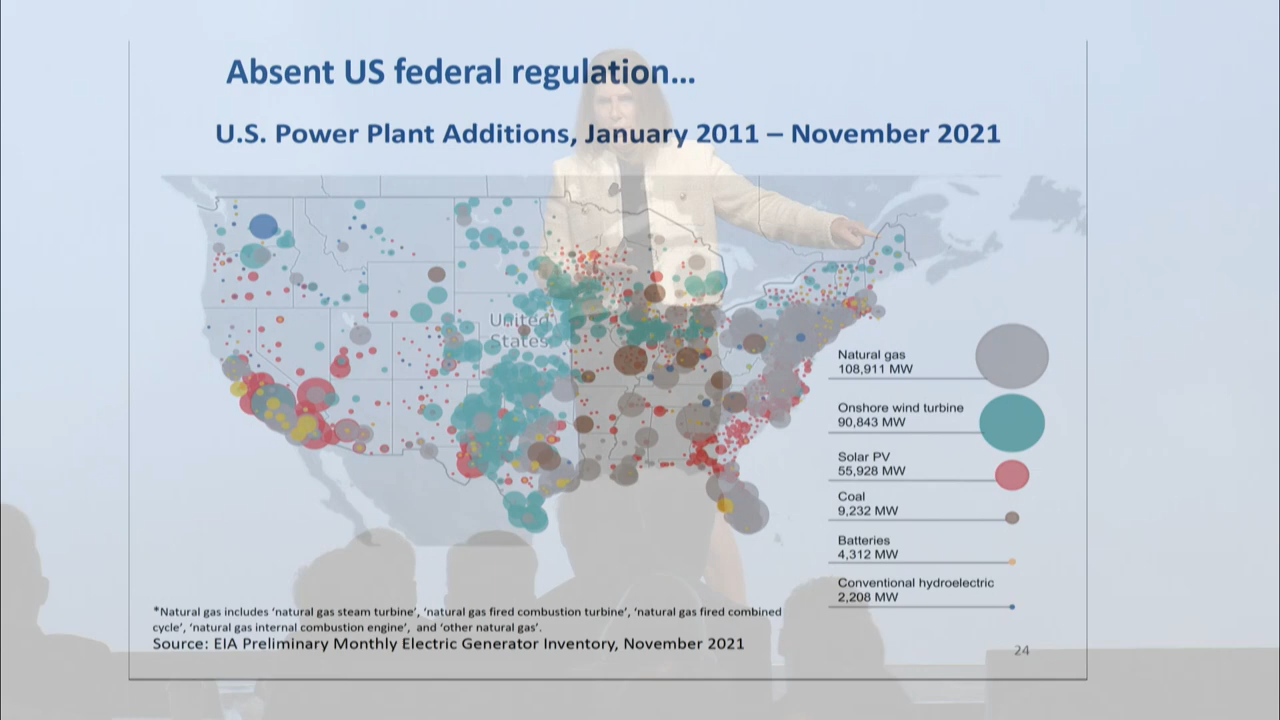 Absent US federal regulation...
U.S. Power Plant Additions, January 2011 – November 2021
United
States
Natural gas
108,911 MW
Onshore wind turbine
90,843 MW
Solar PV
55,928 MW
Coal
9,232 MW
Batteries
4,312 MW
Conventional hydroelectric
2,208 MW
*Natural gas includes ‘natural gas steam turbine’, ‘natural gas fired combustion turbine’, ‘natural gas fired combined
cycle’, ‘natural gas internal combustion engine’, and ‘other natural gas’.
Source: EIA Preliminary Monthly Electric Generator Inventory, November 2021
24